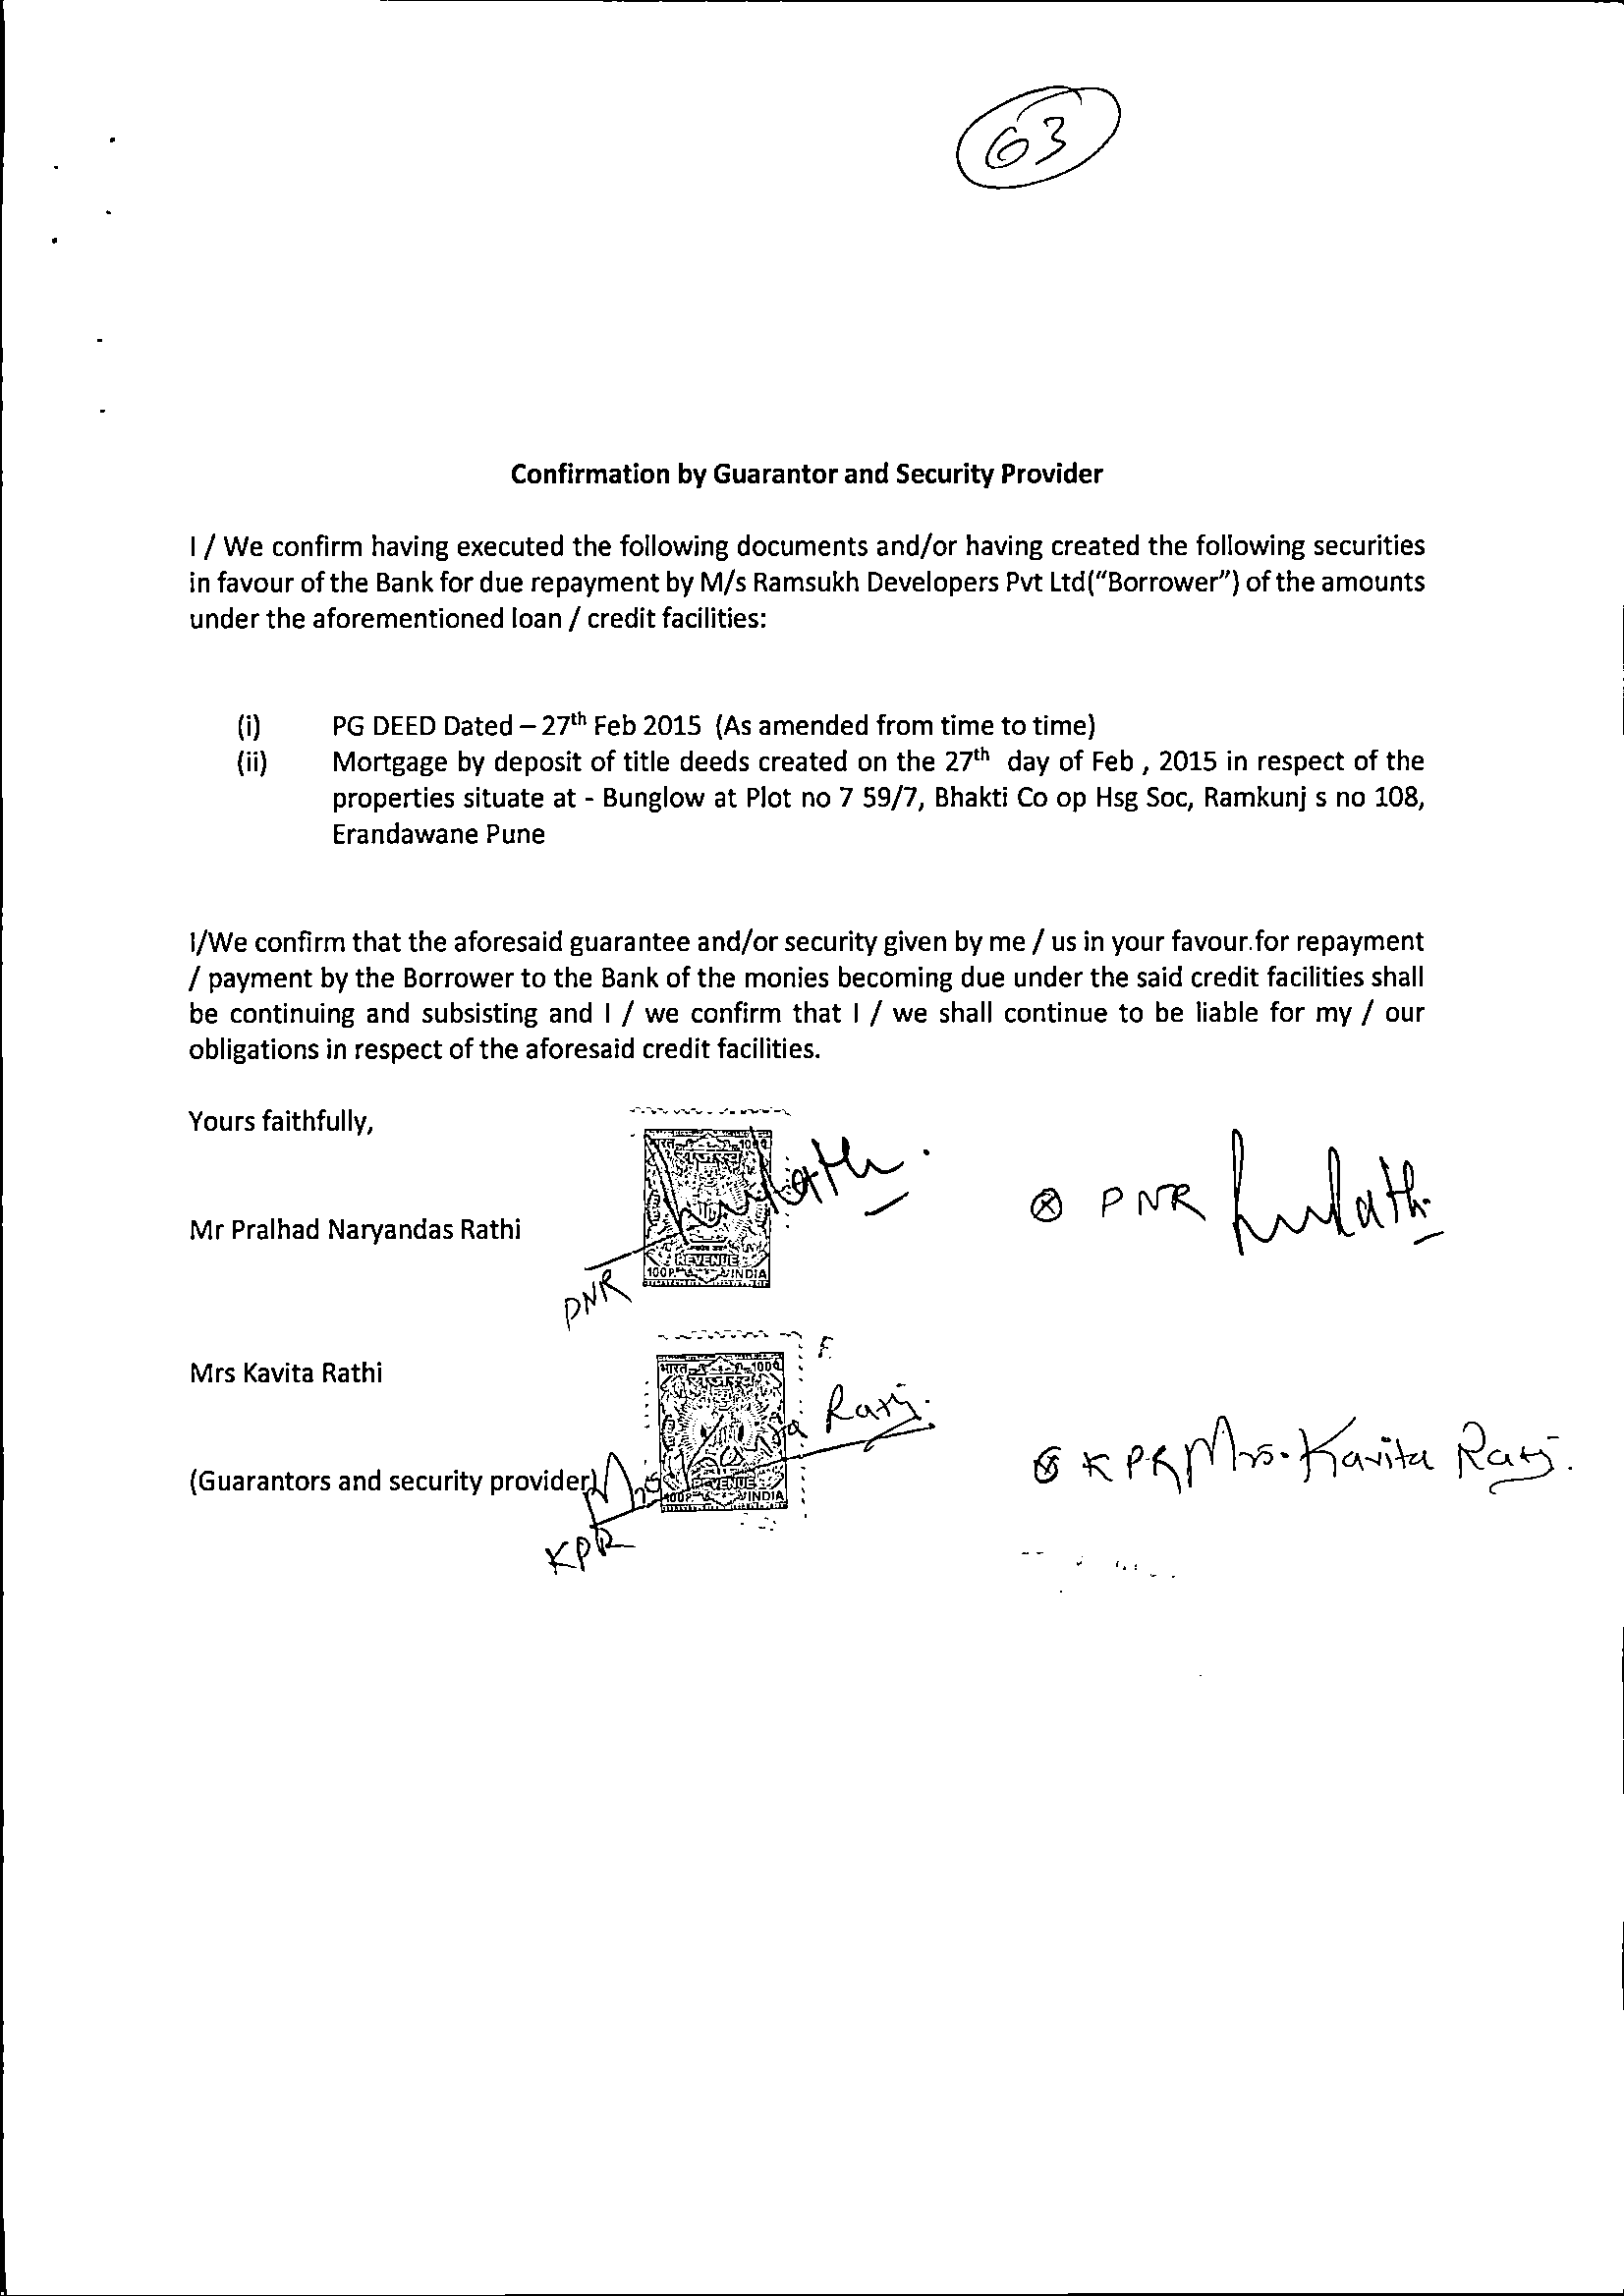 63
Confirmation by Guarantor and Security Provider
I / We confirm having executed the following documents and/or having created the following securities
in favour of the Bank for due repayment by M/s Ramsukh Developers Pvt Ltd("Borrower") of the amounts
under the aforementioned loan / credit facilities:
(i) PG DEED Dated – 27th Feb 2015 (As amended from time to time)
(ii) Mortgage by deposit of title deeds created on the 27th day of Feb , 2015 in respect of the
properties situate at - Bunglow at Plot no 7 59/7, Bhakti Co op Hsg Soc, Ramkunj s no 108,
Erandawane Pune
I/We confirm that the aforesaid guarantee and/or security given by me / us in your favour.for repayment
/ payment by the Borrower to the Bank of the monies becoming due under the said credit facilities shall
be continuing and subsisting and I / we confirm that I / we shall continue to be liable for my / our
obligations in respect of the aforesaid credit facilities.
Yours faithfully,
भारत
REVENUE
100P. INDIA
Mr Pralhad Naryandas Rathi
PNR
PNR
भारत
Mrs Kavita Rathi
(Guarantors and security provider)
REVENUE
100P. INDIA
KPR Mrs. Kavita
KPR